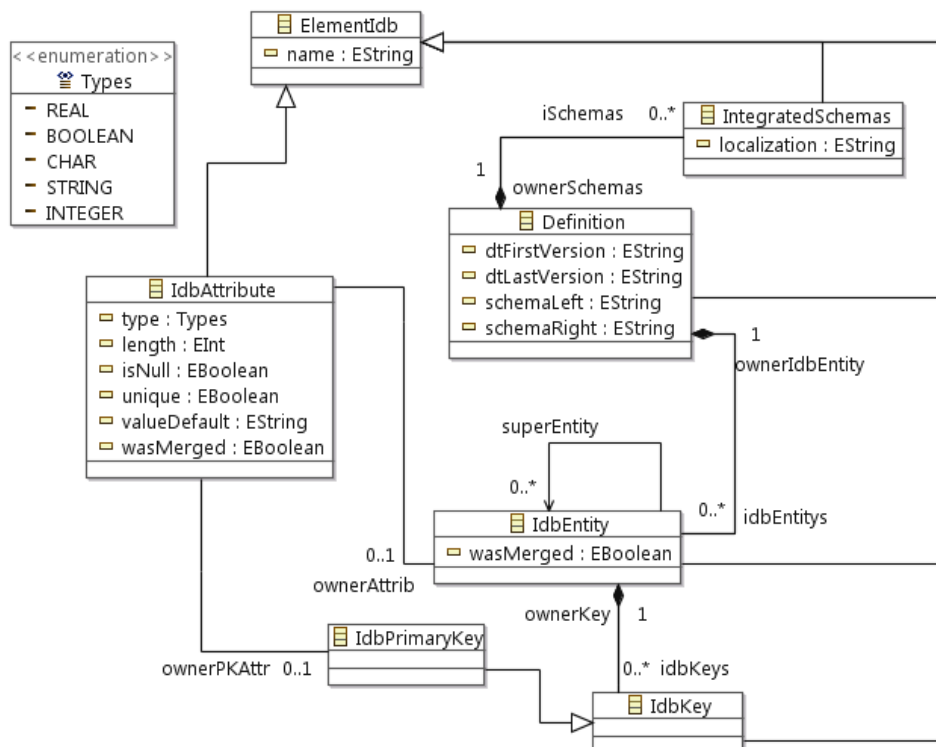 ElementIdb
name : EString
<<enumeration>>
Types
REAL
BOOLEAN
CHAR
STRING
INTEGER
iSchemas 0..*
IntegratedSchemas
localization : EString
1
ownerSchemas
Definition
dtFirstVersion : EString
dtLastVersion : EString
schemaLeft : EString
schemaRight : EString
1
ownerIdbEntity
IdbAttribute
type : Types
length : EInt
isNull : EBoolean
unique : EBoolean
valueDefault : EString
wasMerged : EBoolean
superEntity
0..*
0..* idbEntitys
IdbEntity
wasMerged : EBoolean
0..1
ownerAttrib
ownerKey 1
IdbPrimaryKey
ownerPKAttr 0..1
0..* idbKeys
IdbKey